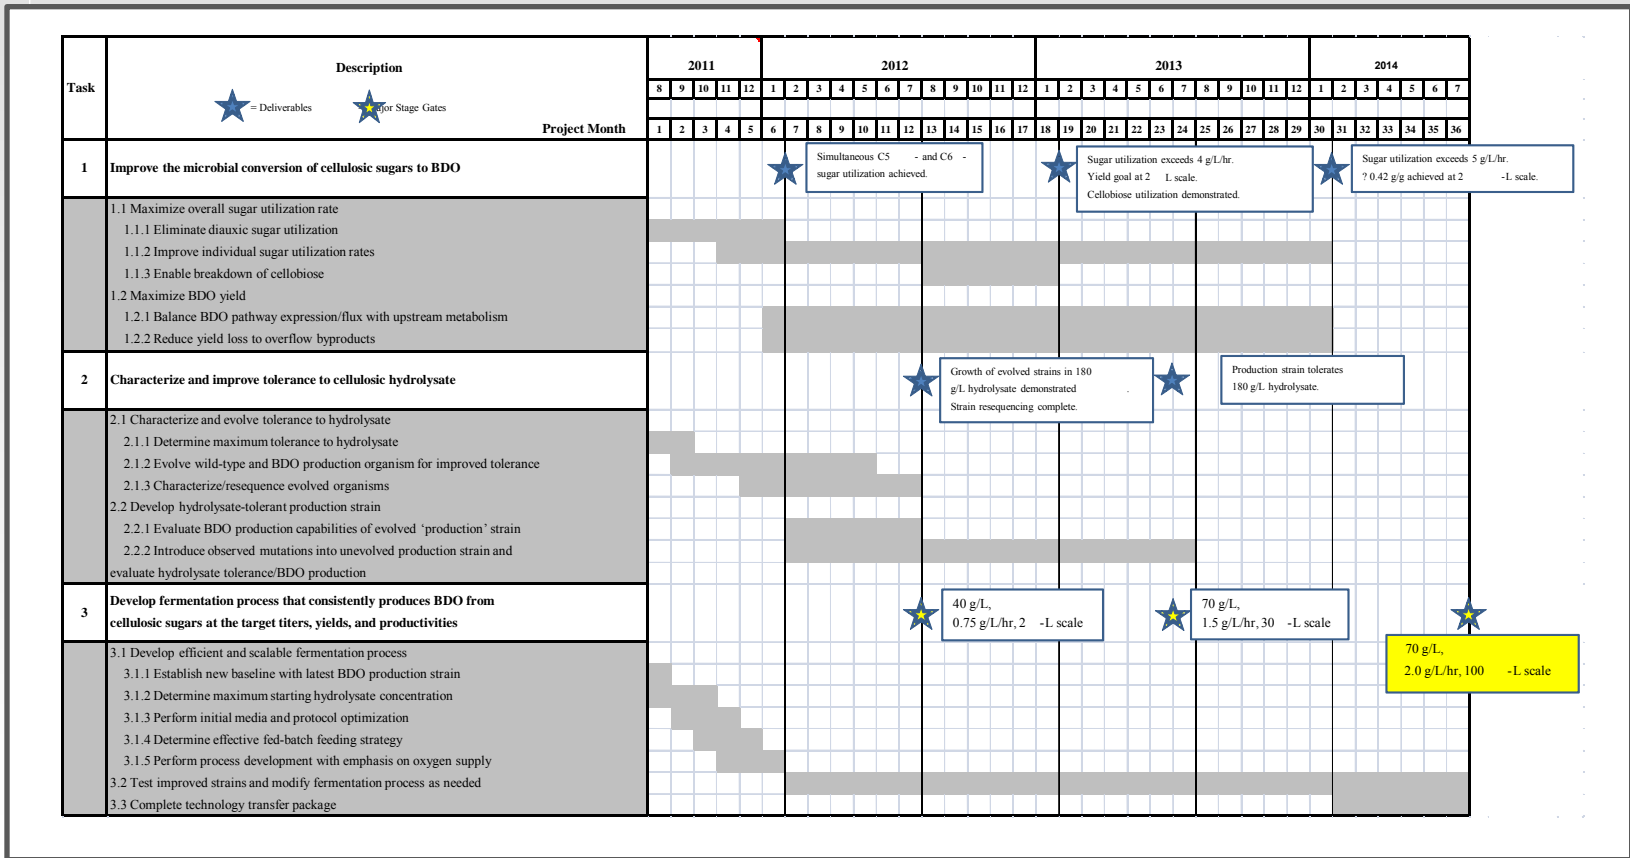 Task
Description
= Deliverables
jor Stage Gates
Project Month
2011 2012 2013 2014
8 9 10 11 12 1 2 3 4 5 6 7 8 9 10 11 12 1 2 3 4 5 6 7 8 9 10 11 12 1 2 3 4 5 6 7
1 2 3 4 5 6 7 8 9 10 11 12 13 14 15 16 17 18 19 20 21 22 23 24 25 26 27 28 29 30 31 32 33 34 35 36
1 Improve the microbial conversion of cellulosic sugars to BDO
Simultaneous C5 - and C6 -
sugar utilization achieved.
Sugar utilization exceeds 4 g/L/hr.
Yield goal at 2 L scale.
Cellobiose utilization demonstrated.
Sugar utilization exceeds 5 g/L/hr.
? 0.42 g/g achieved at 2 -L scale.
1.1 Maximize overall sugar utilization rate
1.1.1 Eliminate diauxic sugar utilization
1.1.2 Improve individual sugar utilization rates
1.1.3 Enable breakdown of cellobiose
1.2 Maximize BDO yield
1.2.1 Balance BDO pathway expression/flux with upstream metabolism
1.2.2 Reduce yield loss to overflow byproducts
2 Characterize and improve tolerance to cellulosic hydrolysate
Growth of evolved strains in 180
g/L hydrolysate demonstrated .
Strain resequencing complete.
Production strain tolerates
180 g/L hydrolysate.
2.1 Characterize and evolve tolerance to hydrolysate
2.1.1 Determine maximum tolerance to hydrolysate
2.1.2 Evolve wild-type and BDO production organism for improved tolerance
2.1.3 Characterize/resequence evolved organisms
2.2 Develop hydrolysate-tolerant production strain
2.2.1 Evaluate BDO production capabilities of evolved ‘production’ strain
2.2.2 Introduce observed mutations into unevolved production strain and
evaluate hydrolysate tolerance/BDO production
3 Develop fermentation process that consistently produces BDO from
cellulosic sugars at the target titers, yields, and productivities
40 g/L,
0.75 g/L/hr, 2 -L scale
70 g/L,
1.5 g/L/hr, 30 -L scale
70 g/L,
2.0 g/L/hr, 100 -L scale
3.1 Develop efficient and scalable fermentation process
3.1.1 Establish new baseline with latest BDO production strain
3.1.2 Determine maximum starting hydrolysate concentration
3.1.3 Perform initial media and protocol optimization
3.1.4 Determine effective fed-batch feeding strategy
3.1.5 Perform process development with emphasis on oxygen supply
3.2 Test improved strains and modify fermentation process as needed
3.3 Complete technology transfer package